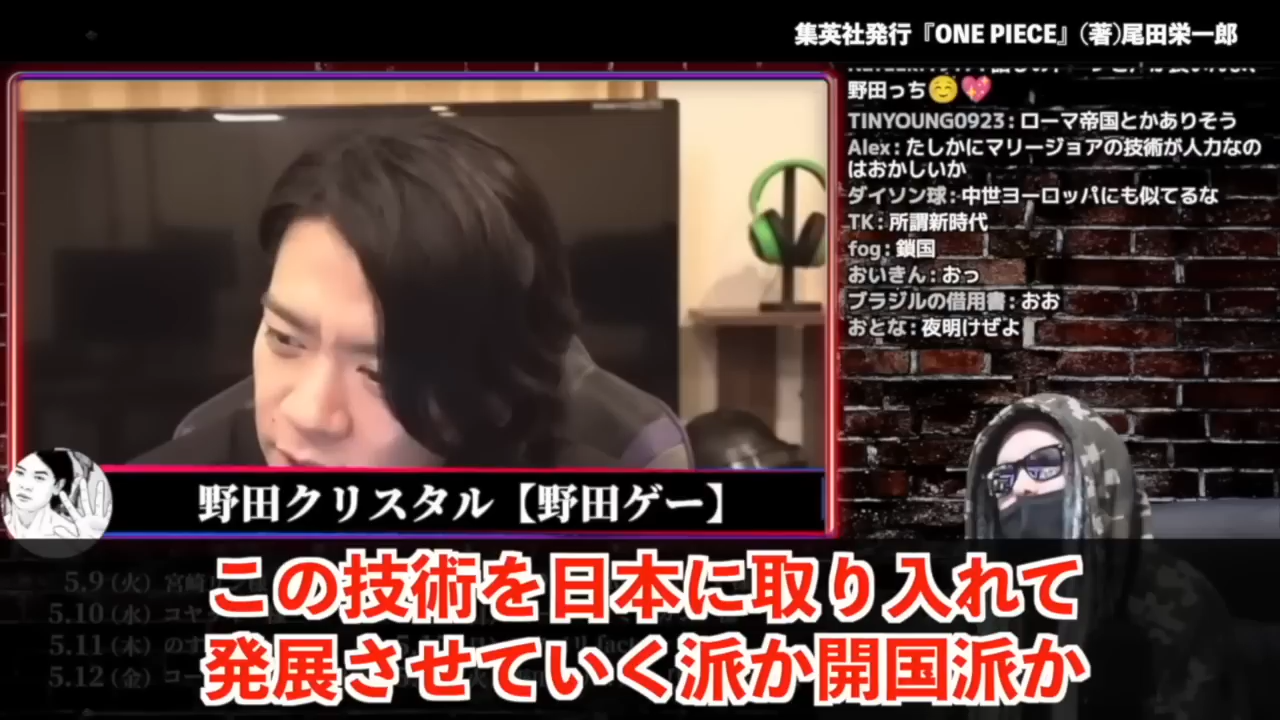 集英社発行『ONE PIECE』（著）尾田栄一郎
野田っち☺️💖
TINYOUNG0923：ローマ帝国とかありそう
Alex：たしかにマリージョアの技術が人力なの
はおかしいか
ダイソン球：中世ヨーロッパにも似てるな
TK：所謂新時代
fog：鎖国
おいきん：おっ
ブラジルの借用書：おお
おとな：夜明けぜよ
野田クリスタル【野田ゲー】
5.9（火）宮崎
5.10（水）コヤ
5.11（木）のす
5.12（金）コー
この技術を日本に取り入れて
発展させていく派か開国派か